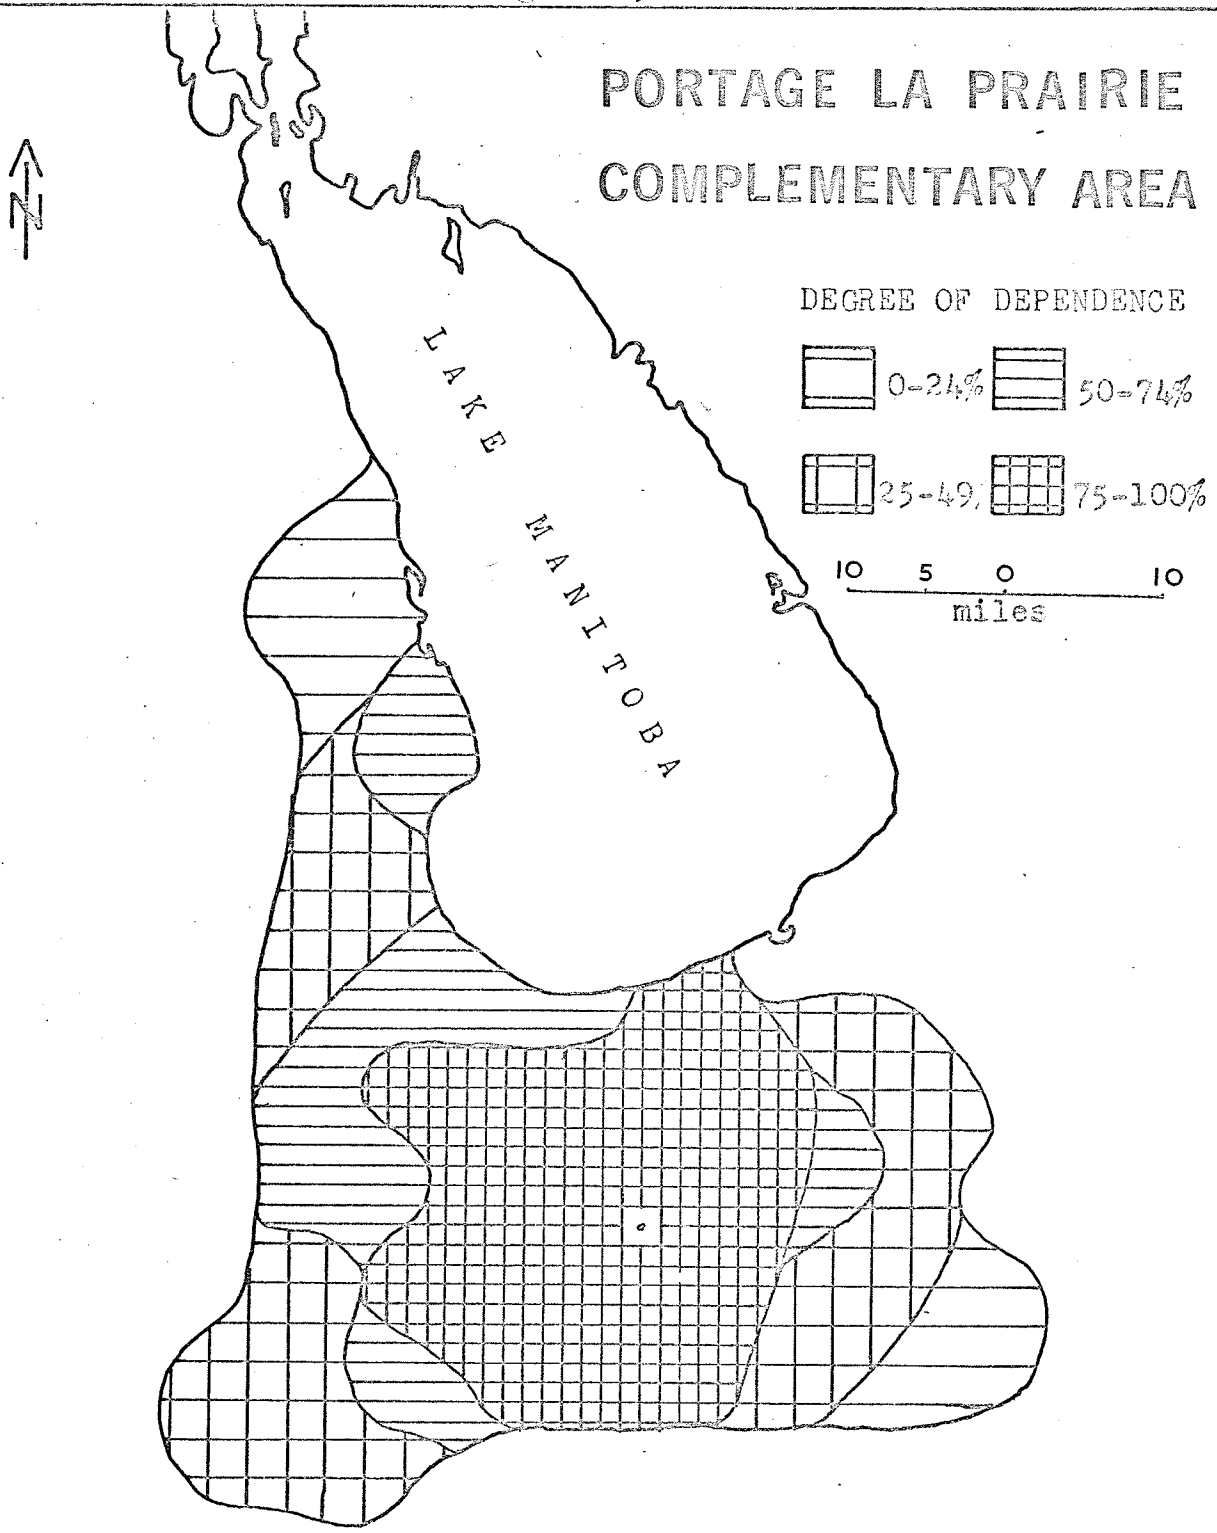 PORTAGE LA PRAIRIE
COMPLEMENTARY AREA
N
DEGREE OF DEPENDENCE
0-24% 50-74%
25-49% 75-100%
10 5 0 10
miles
LAKE MANITOBA